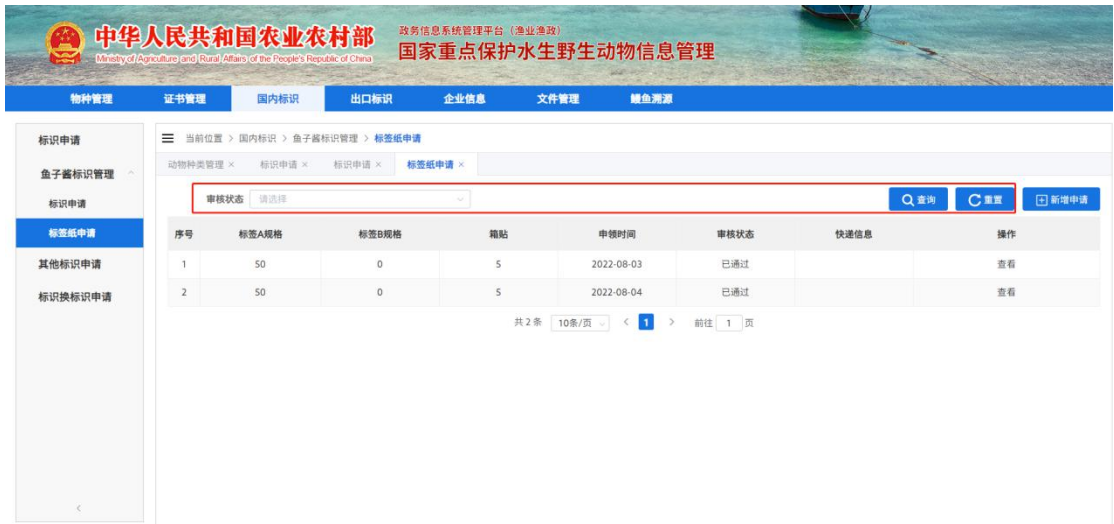 中华人民共和国农业农村部
Ministry of Agriculture and Rural Affairs of the People's Republic of China
政务信息系统管理平台（渔业渔政）
国家重点保护水生野生动物信息管理
物种管理 证书管理 国内标识 出口标识 企业信息 文件管理 鳗鱼溯源
标识申请
鱼子酱标识管理
标识申请
标签纸申请
其他标识申请
标识换标识申请
当前位置 > 国内标识 > 鱼子酱标识管理 > 标签纸申请
动物种类管理 × 标识申请 × 标识申请 × 标签纸申请 ×
审核状态 请选择 查询 重置 新增申请
序号 标签A规格 标签B规格 箱贴 申领时间 审核状态 快递信息 操作
1 50 0 5 2022-08-03 已通过 查看
2 50 0 5 2022-08-04 已通过 查看
共 2 条 10条/页 < 1 > 前往 1 页